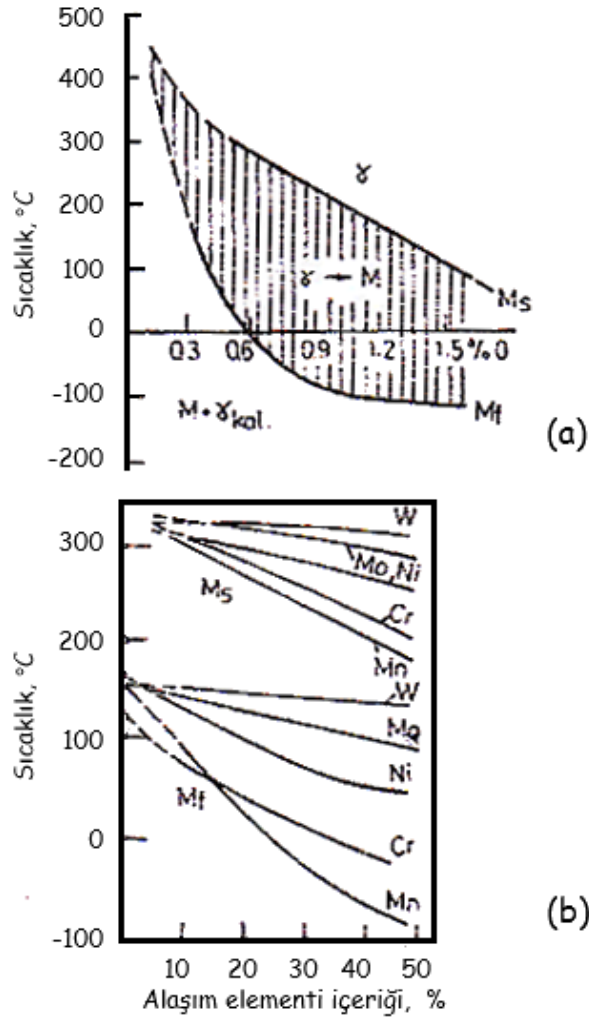 500
400
300
200
100
0
-100
-200
Sıcaklık, °C
γ
γ → M
Ms
0.3 0.6 0.9 1.2 1.5 % 0
M + γkal.
Mf
(a)
300
200
100
0
-100
Sıcaklık, °C
W
Mo, Ni
Ms
Cr
Mn
W
Mo
Ni
Mf
Cr
Mn
(b)
10 20 30 40 50
Alaşım elementi içeriği, %